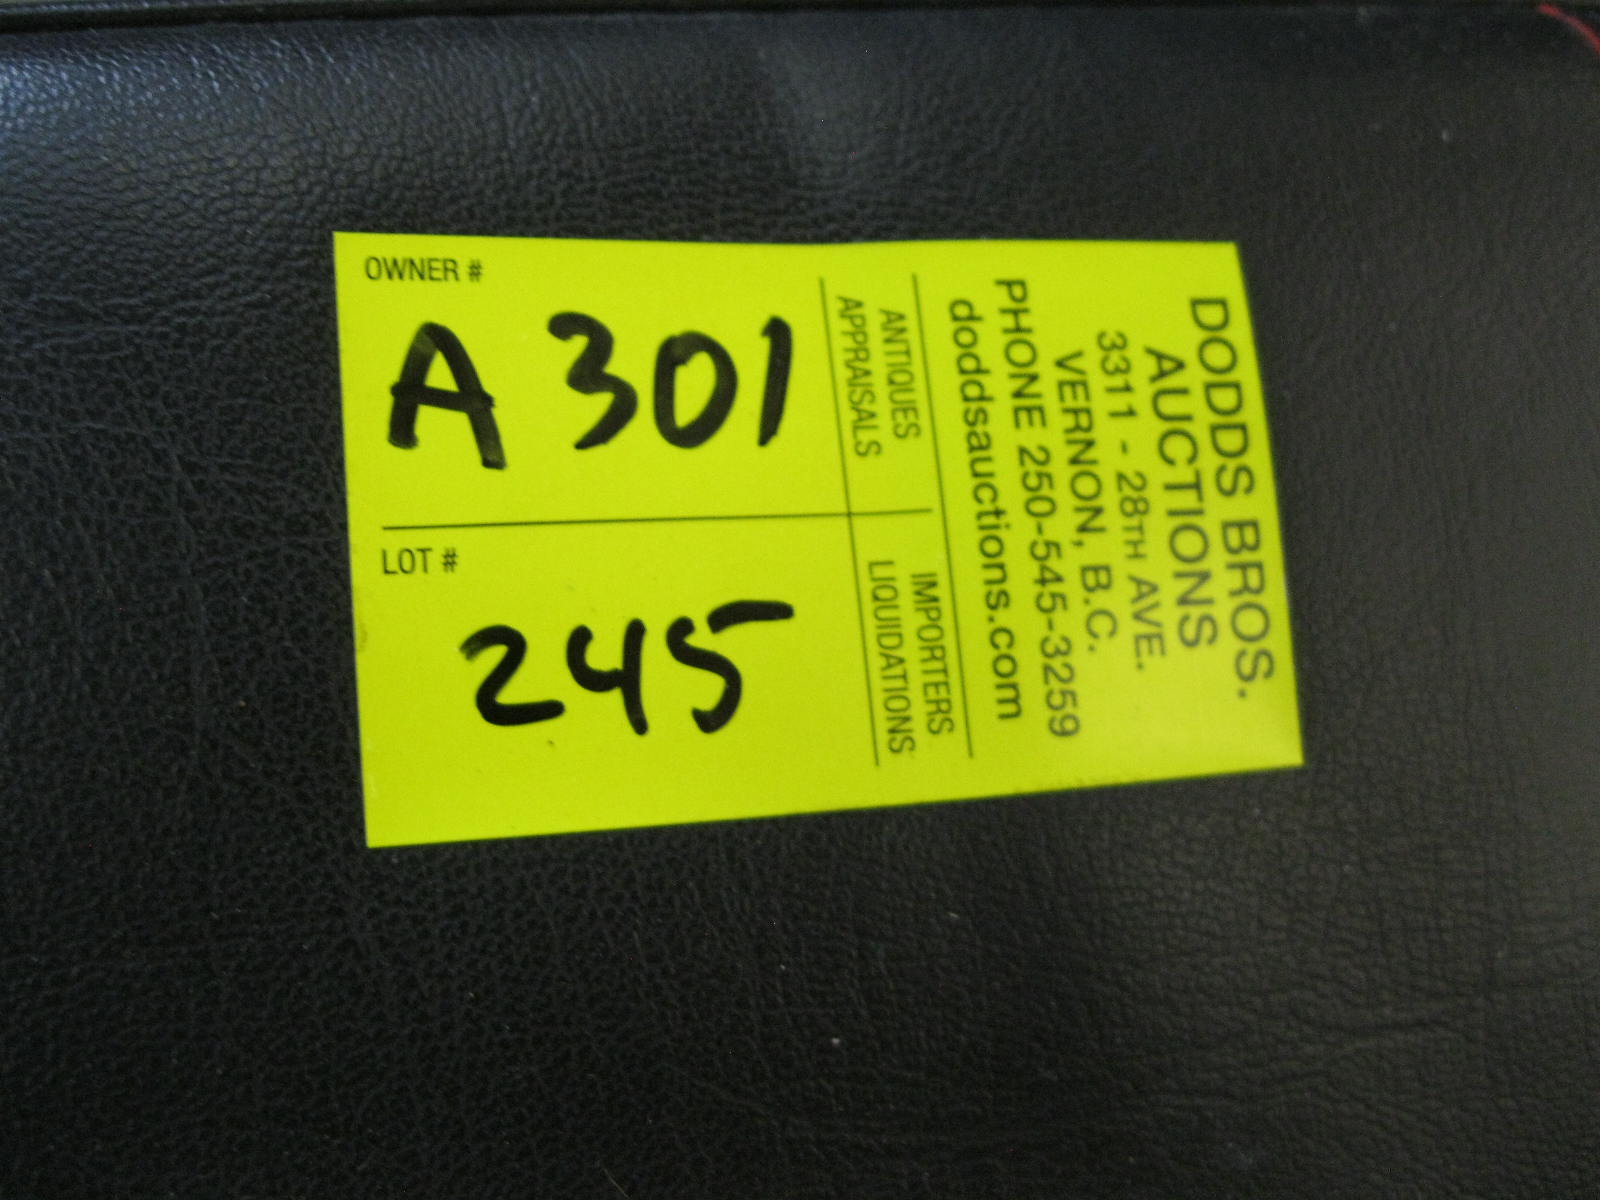 OWNER #
A 301
LOT #
245
DODDS BROS.
AUCTIONS
3311 - 28TH AVE.
VERNON, B.C.
PHONE 250-545-3259
doddsauctions.com
ANTIQUES
APPRAISALS
IMPORTERS
LIQUIDATIONS